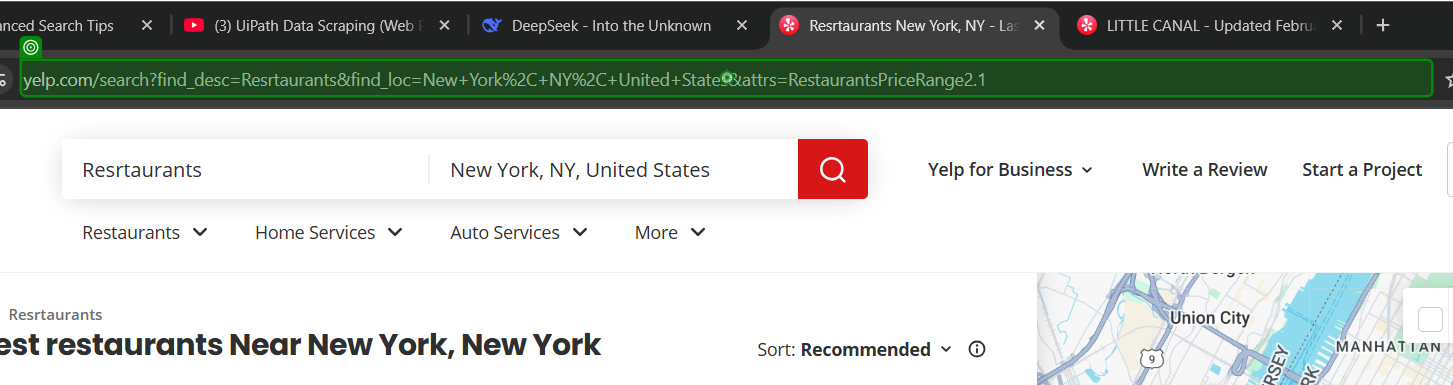 nced Search Tips
(3) UiPath Data Scraping (Web
DeepSeek - Into the Unknown
Resrtaurants New York, NY - Las
LITTLE CANAL - Updated Febru
yelp.com/search?find_desc=Resrtaurants&find_loc=New+York%2C+NY%2C+United+States&attrs=RestaurantsPriceRange2.1
Resrtaurants
New York, NY, United States
Yelp for Business
Write a Review
Start a Project
Restaurants
Home Services
Auto Services
More
Resrtaurants
est restaurants Near New York, New York
Sort: Recommended
Union City
MANHATTAN
9